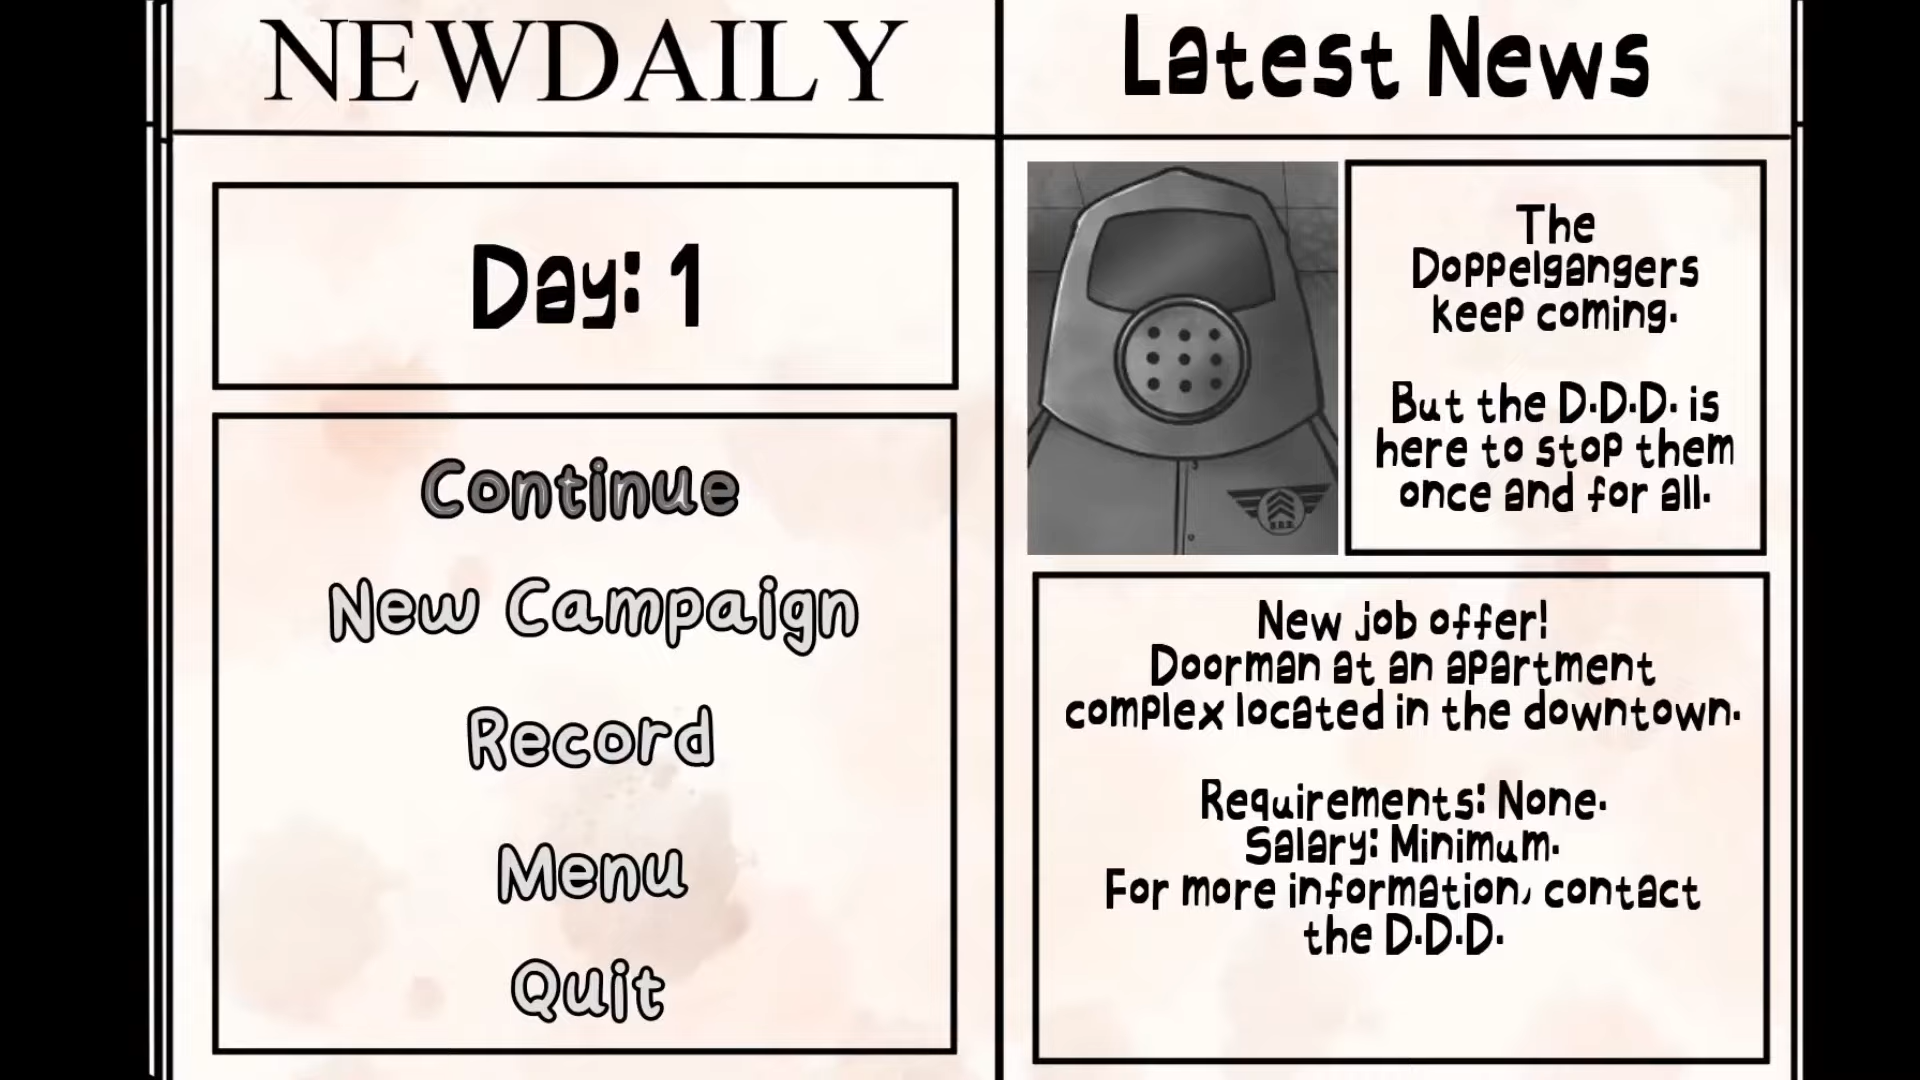 NEWDAILY
Day: 1
Continue
New Campaign
Record
Menu
Quit
Latest News
The
Doppelgangers
keep coming.
But the D.D.D. is
here to stop them
once and for all.
D.D.D.
New job offer!
Doorman at an apartment
complex located in the downtown.
Requirements: None.
Salary: Minimum.
For more information, contact
the D.D.D.